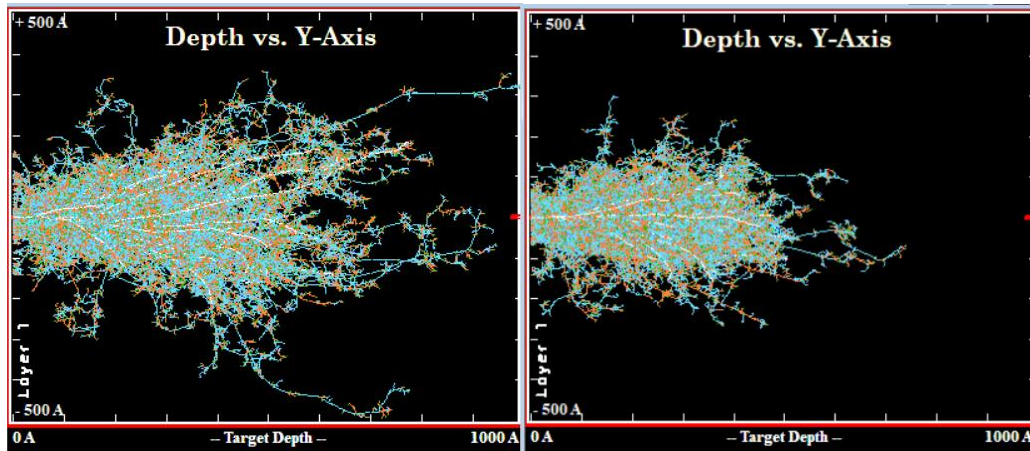 + 500 A
Depth vs. Y-Axis
Layer 1
- 500 A
0 A -- Target Depth -- 1000 A
+ 500 A
Depth vs. Y-Axis
Layer 1
- 500 A
0 A -- Target Depth -- 1000 A